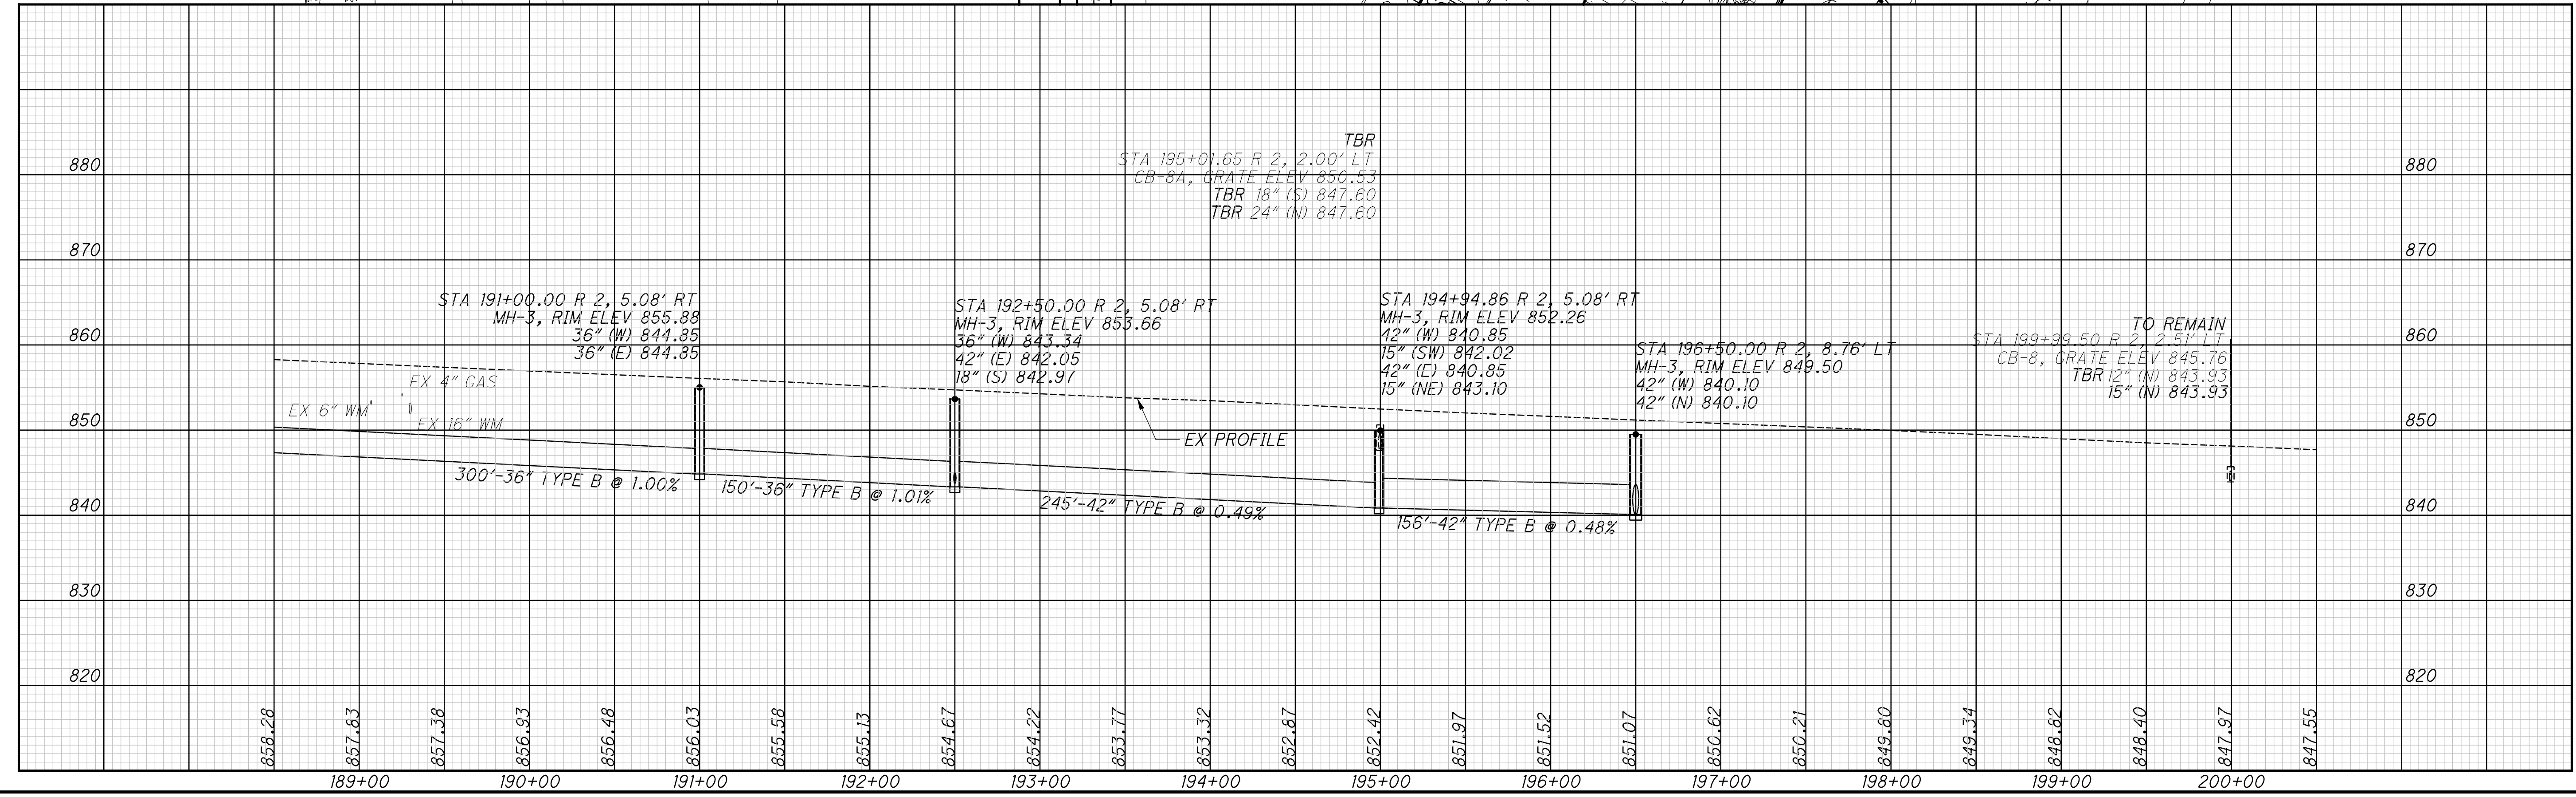 TBR
STA 195+01.65 R 2, 2.00' LT
CB-8A, GRATE ELEV 850.53
TBR 18" (S) 847.60
TBR 24" (N) 847.60
880
880
870
870
STA 191+00.00 R 2, 5.08' RT
MH-3, RIM ELEV 855.88
36" (W) 844.85
36" (E) 844.85
STA 192+50.00 R 2, 5.08' RT
MH-3, RIM ELEV 853.66
36" (W) 843.34
42" (E) 842.05
18" (S) 842.97
STA 194+94.86 R 2, 5.08' RT
MH-3, RIM ELEV 852.26
42" (W) 840.85
15" (SW) 842.02
42" (E) 840.85
15" (NE) 843.10
STA 196+50.00 R 2, 8.76' LT
MH-3, RIM ELEV 849.50
42" (W) 840.10
42" (N) 840.10
TO REMAIN
STA 199+99.50 R 2, 2.51' LT
CB-8, GRATE ELEV 845.76
TBR 12" (N) 843.93
15" (N) 843.93
860
860
EX 4" GAS
EX 6" WM
EX 16" WM
850
850
EX PROFILE
300'-36" TYPE B @ 1.00%
150'-36" TYPE B @ 1.01%
245'-42" TYPE B @ 0.49%
156'-42" TYPE B @ 0.48%
840
840
830
830
820
820
858.28
857.83
857.38
856.93
856.48
856.03
855.58
855.13
854.67
854.22
853.77
853.32
852.87
852.42
851.97
851.52
851.07
850.62
850.21
849.80
849.34
848.82
848.40
847.97
847.55
189+00
190+00
191+00
192+00
193+00
194+00
195+00
196+00
197+00
198+00
199+00
200+00